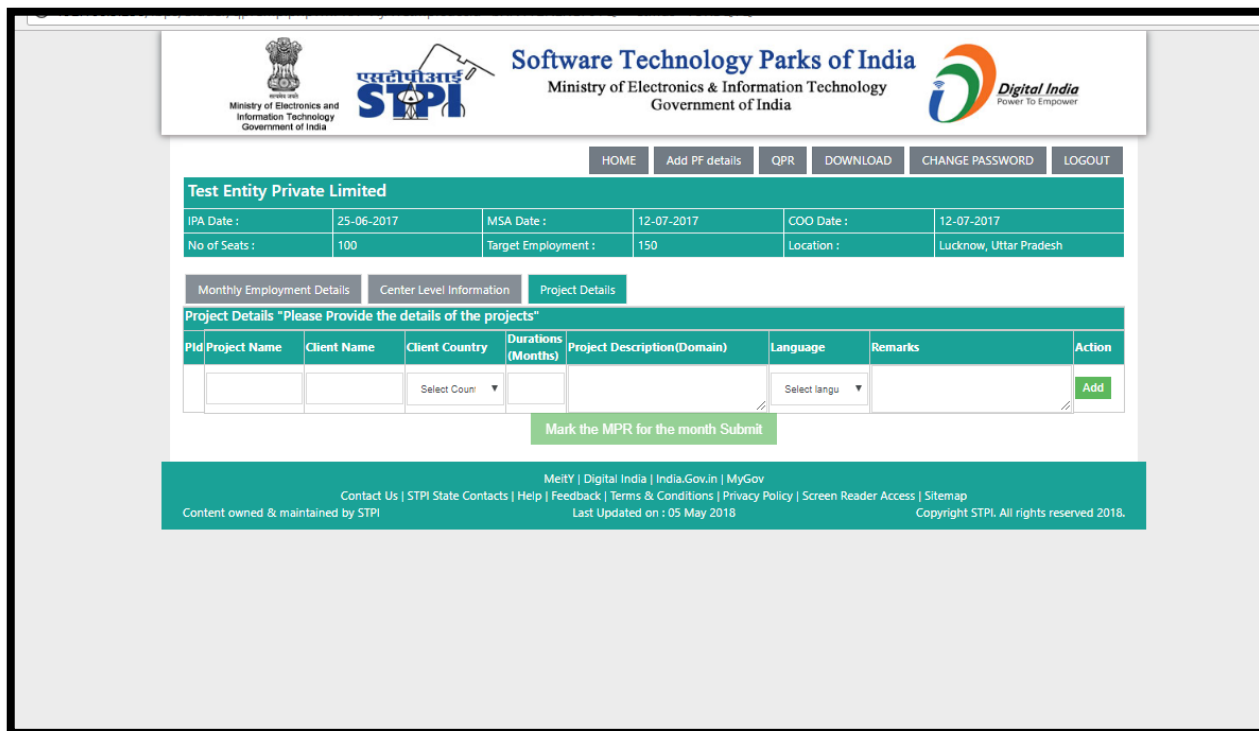 सत्यमेव जयते
Ministry of Electronics and
Information Technology
Government of India
एसटीपीआई
STPI
Software Technology Parks of India
Ministry of Electronics & Information Technology
Government of India
Digital India
Power To Empower
HOME Add PF details QPR DOWNLOAD CHANGE PASSWORD LOGOUT
Test Entity Private Limited
IPA Date : 25-06-2017 MSA Date : 12-07-2017 COO Date : 12-07-2017
No of Seats : 100 Target Employment : 150 Location : Lucknow, Uttar Pradesh
Monthly Employment Details Center Level Information Project Details
Project Details "Please Provide the details of the projects"
PId Project Name Client Name Client Country Durations (Months) Project Description(Domain) Language Remarks Action
Select Coun Select langu Add
Mark the MPR for the month Submit
MeitY | Digital India | India.Gov.in | MyGov
Contact Us | STPI State Contacts | Help | Feedback | Terms & Conditions | Privacy Policy | Screen Reader Access | Sitemap
Content owned & maintained by STPI Last Updated on : 05 May 2018 Copyright STPI. All rights reserved 2018.